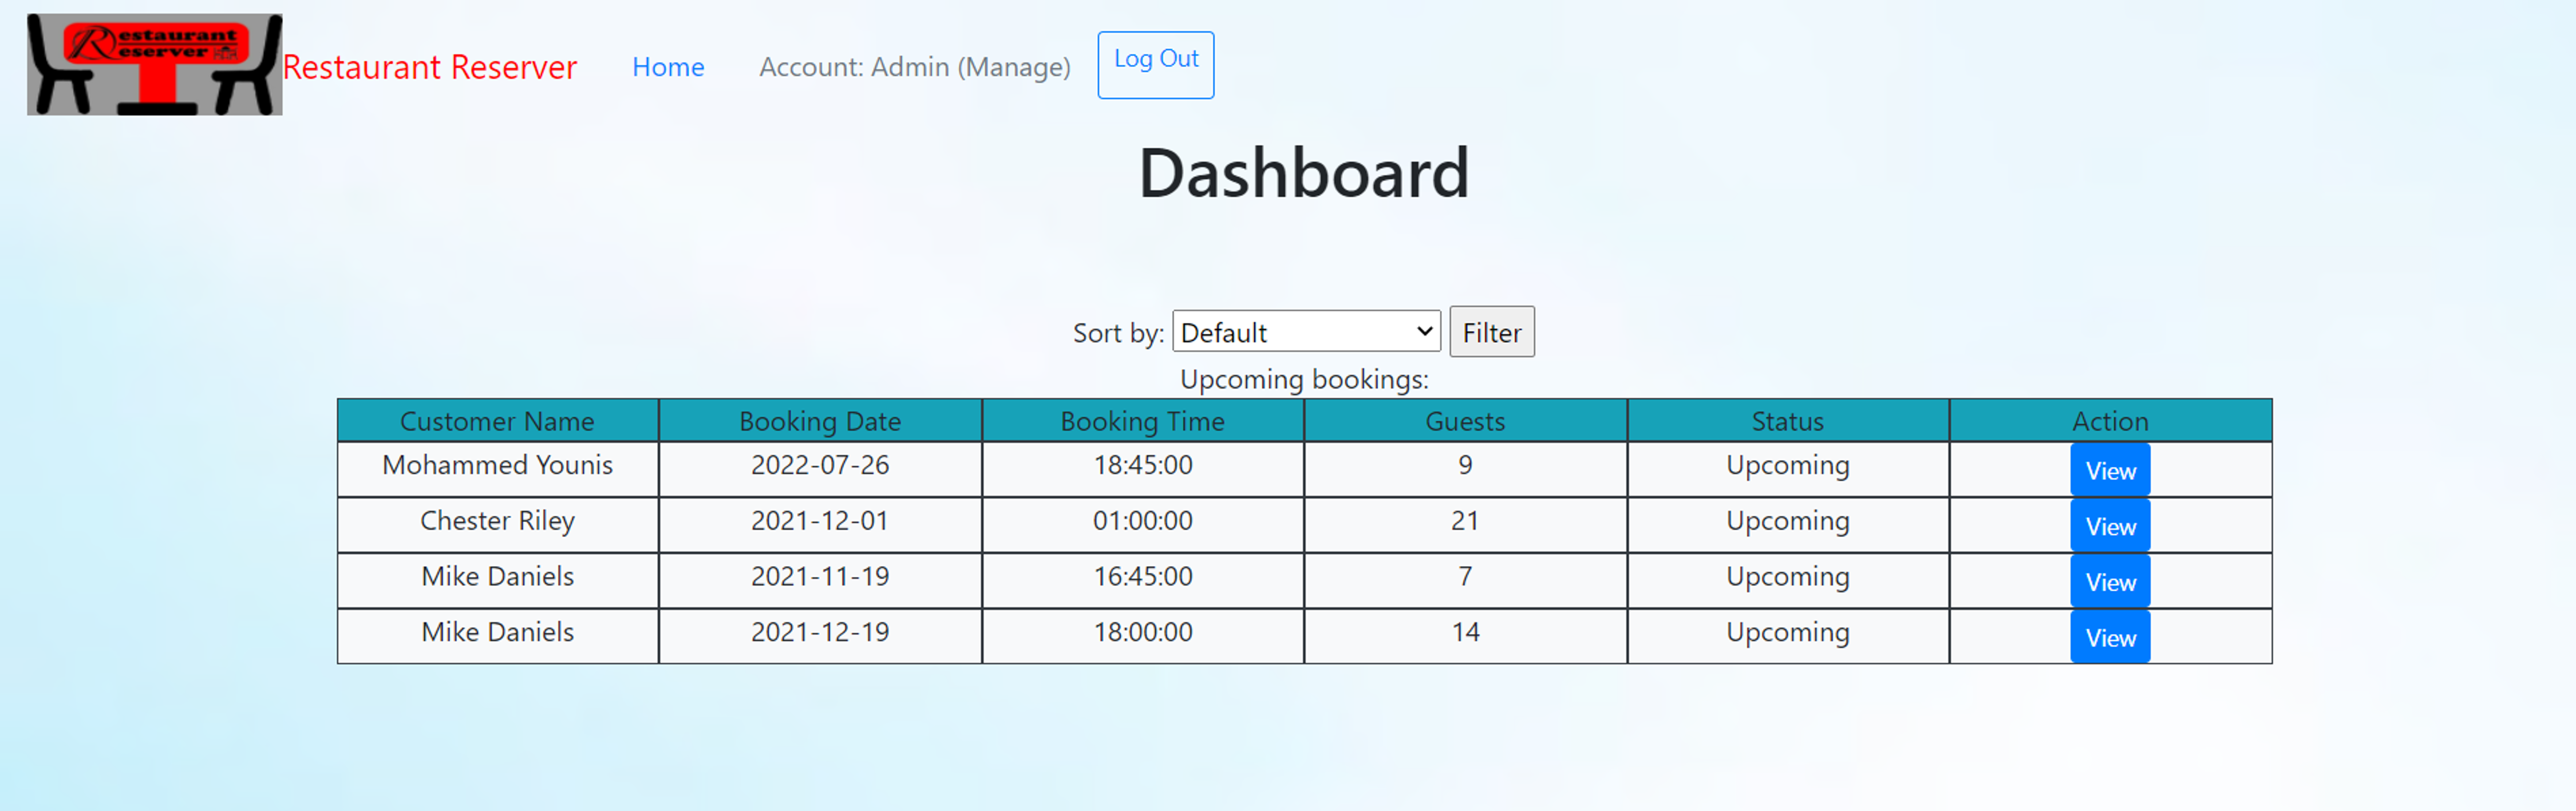 Restaurant
Reserver
Restaurant Reserver Home Account: Admin (Manage) Log Out
Dashboard
Sort by: Default Filter
Upcoming bookings:
Customer Name Booking Date Booking Time Guests Status Action
Mohammed Younis 2022-07-26 18:45:00 9 Upcoming View
Chester Riley 2021-12-01 01:00:00 21 Upcoming View
Mike Daniels 2021-11-19 16:45:00 7 Upcoming View
Mike Daniels 2021-12-19 18:00:00 14 Upcoming View